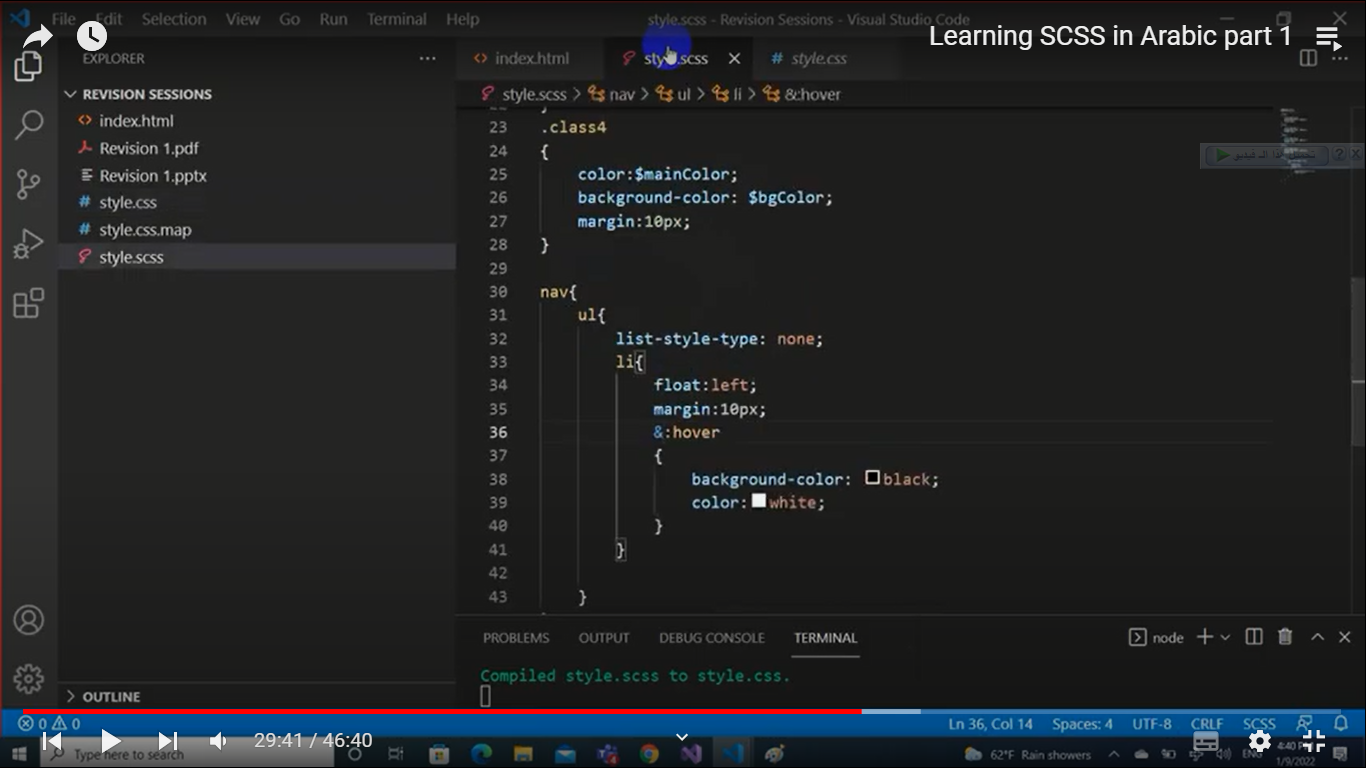 File Edit Selection View Go Run Terminal Help
style.scss - Revision Sessions - Visual Studio Code
Learning SCSS in Arabic part 1
EXPLORER
index.html
style.scss
style.css
REVISION SESSIONS
index.html
Revision 1.pdf
Revision 1.pptx
style.css
style.css.map
style.scss
OUTLINE
style.scss > nav > ul > li > &:hover
23 .class4
24 {
25 color:$mainColor;
26 background-color: $bgColor;
27 margin:10px;
28 }
29
30 nav{
31 ul{
32 list-style-type: none;
33 li{
34 float:left;
35 margin:10px;
36 &:hover
37 {
38 background-color: black;
39 color: white;
40 }
41 }
42
43 }
PROBLEMS OUTPUT DEBUG CONSOLE TERMINAL
node
Compiled style.scss to style.css.
0 0
Ln 36, Col 14 Spaces: 4 UTF-8 CRLF SCSS
29:41 / 46:40
Type here to search
62°F Rain showers
ENG
4:40 PM
1/9/2022